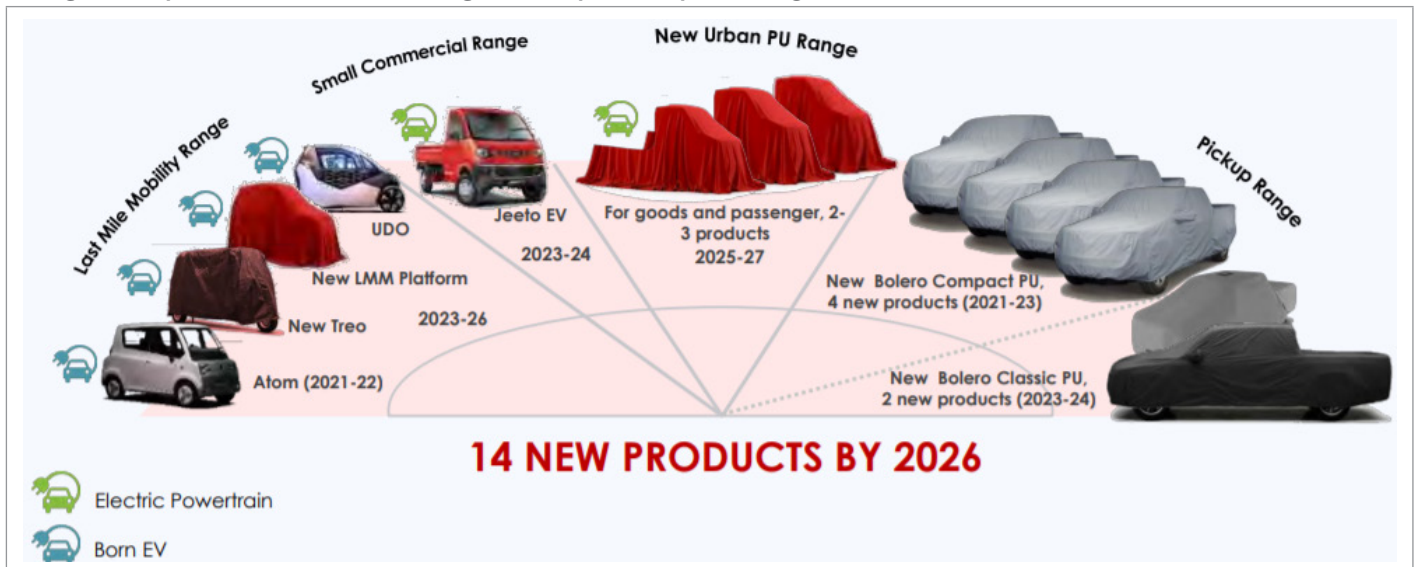 Last Mile Mobility Range
Small Commercial Range
New Urban PU Range
Pickup Range
UDO
New LMM Platform
New Treo
2023-26
Atom (2021-22)
Jeeto EV
2023-24
For goods and passenger, 2-
3 products
2025-27
New Bolero Compact PU,
4 new products (2021-23)
New Bolero Classic PU,
2 new products (2023-24)
14 NEW PRODUCTS BY 2026
Electric Powertrain
Born EV